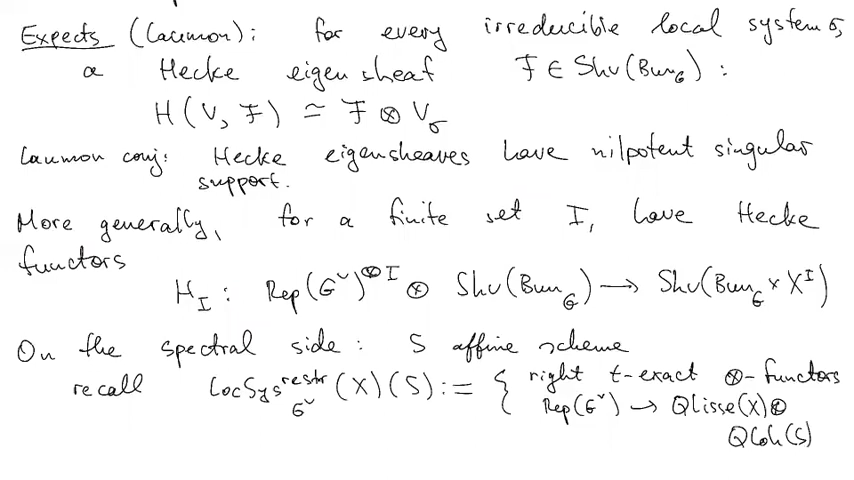 Expects (Laumon): for every irreducible local system σ,
a Hecke eigensheaf F ∈ Shv(Bun_G):
H(V, F) ≃ F ⊗ V_σ
Laumon conj: Hecke eigensheaves have nilpotent singular
support.
More generally, for a finite set I, have Hecke
functors
H_I : Rep(G^∨)^{⊗I} ⊗ Shv(Bun_G) → Shv(Bun_G × X^I)
On the spectral side: S affine scheme
recall LocSys^{restr}_{G^∨}(X)(S) := { right t-exact ⊗-functors
Rep(G^∨) → QLisse(X) ⊗
QCoh(S)